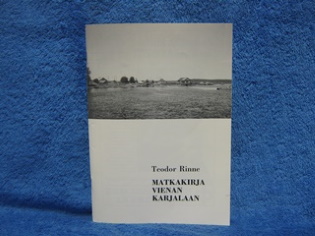 Teodor Rinne
MATKAKIRJA
VIENAN
KARJALAAN